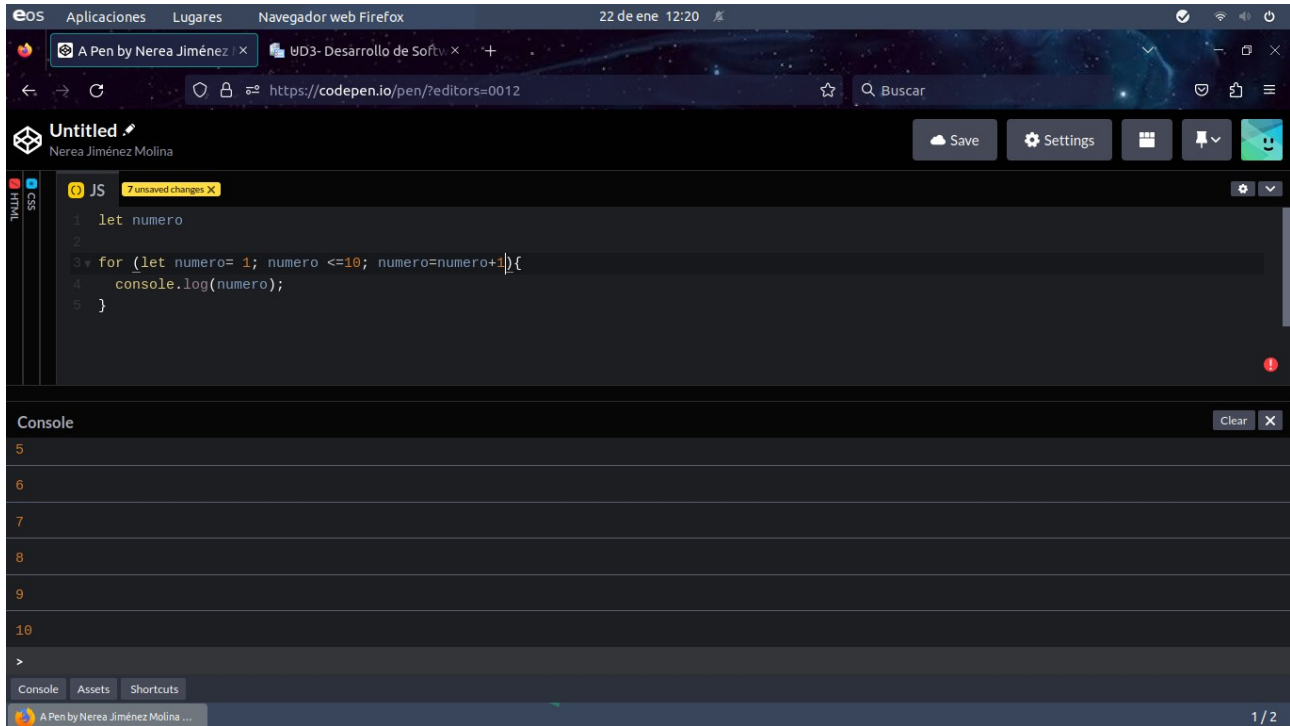 eos Aplicaciones Lugares Navegador web Firefox 22 de ene 12:20
A Pen by Nerea Jiménez × UD3- Desarrollo de Softw × +
https://codepen.io/pen/?editors=0012 Buscar
Untitled
Nerea Jiménez Molina
Save Settings
HTML
CSS
JS 7 unsaved changes X
1 let numero
2
3 for (let numero= 1; numero <=10; numero=numero+1){
4 console.log(numero);
5 }
Console Clear X
5
6
7
8
9
10
>
Console Assets Shortcuts
A Pen by Nerea Jiménez Molina ... 1 / 2